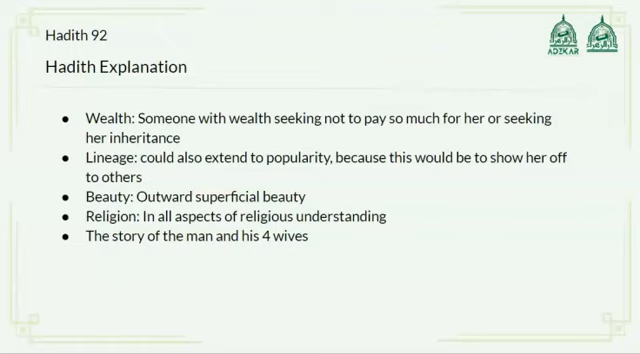 Hadith 92
ADEKAR
Hadith Explanation
● Wealth: Someone with wealth seeking not to pay so much for her or seeking
her inheritance
● Lineage: could also extend to popularity, because this would be to show her off
to others
● Beauty: Outward superficial beauty
● Religion: In all aspects of religious understanding
● The story of the man and his 4 wives